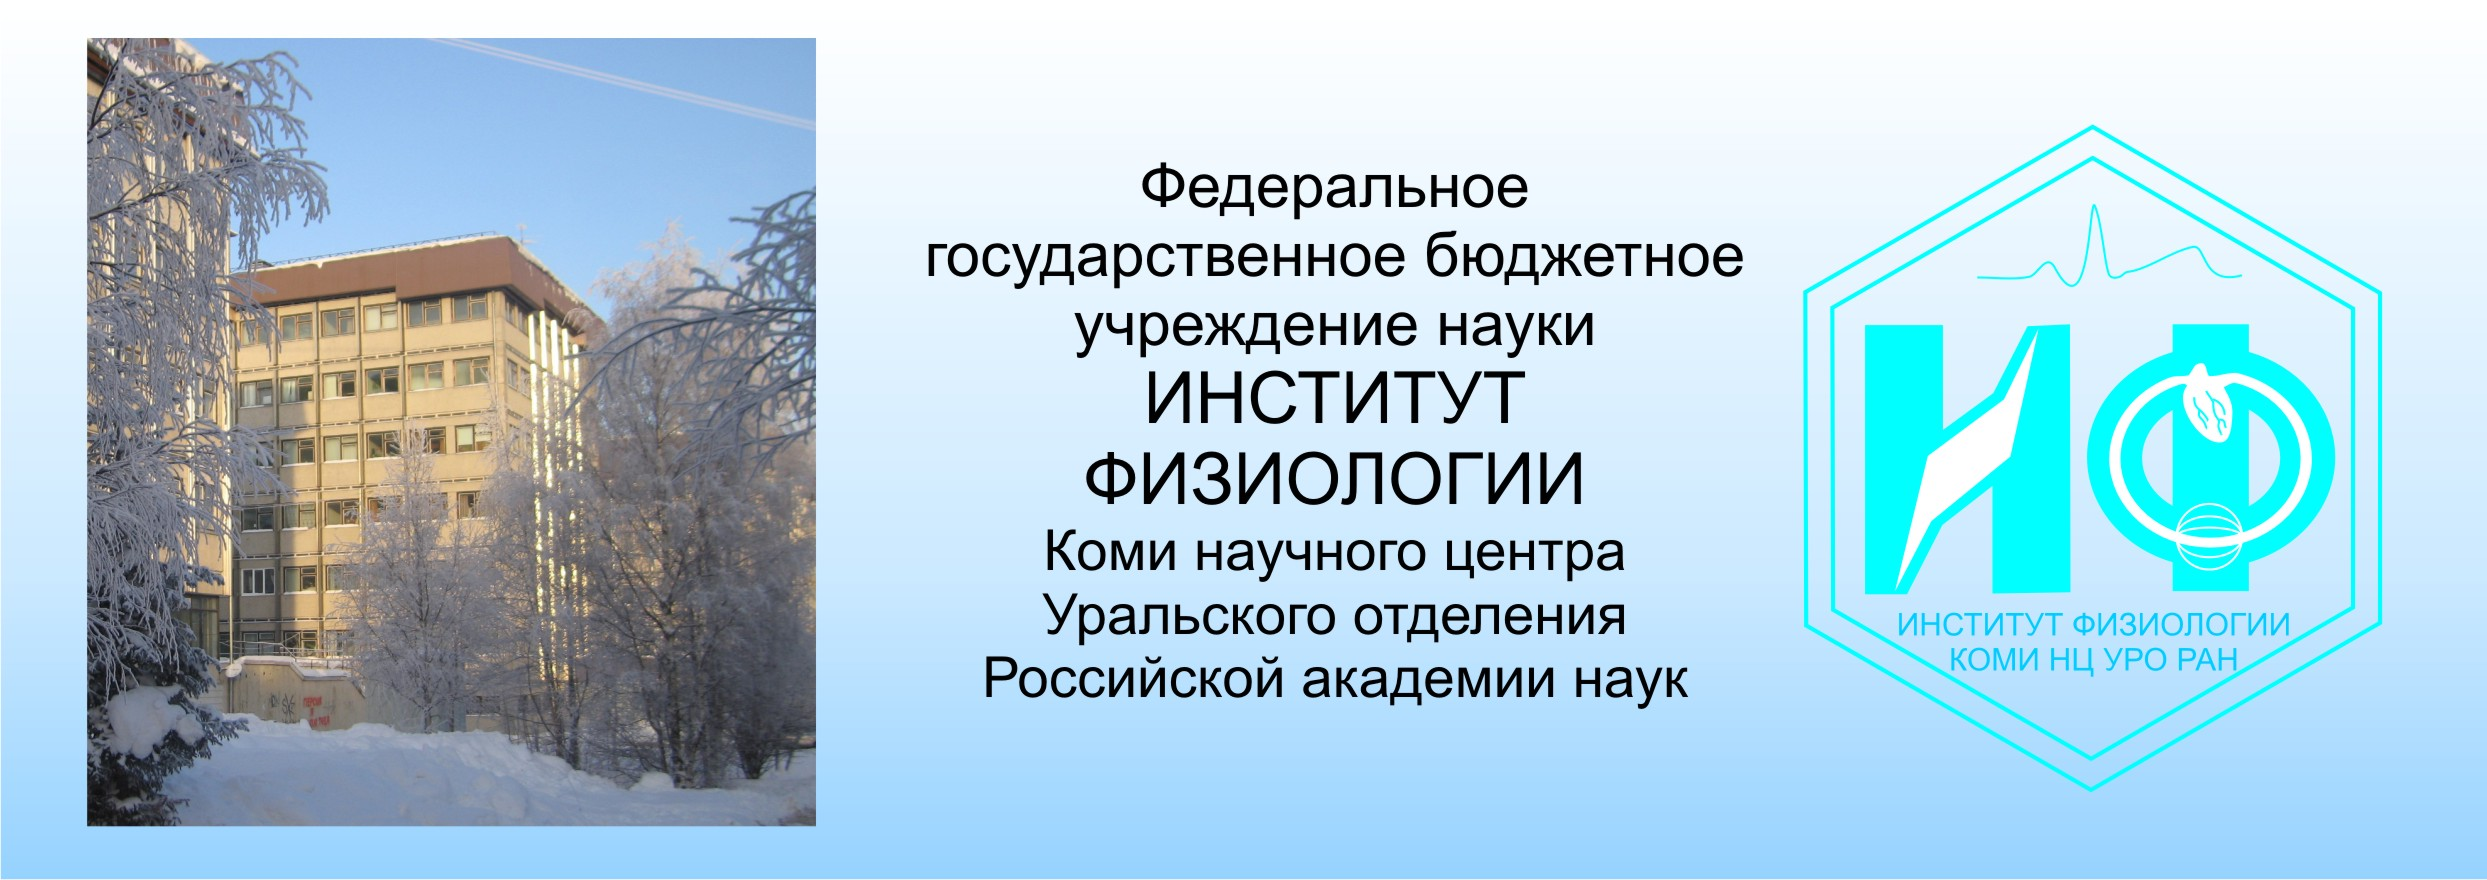 Федеральное
государственное бюджетное
учреждение науки
ИНСТИТУТ
ФИЗИОЛОГИИ
Коми научного центра
Уральского отделения
Российской академии наук
ИФ
ИНСТИТУТ ФИЗИОЛОГИИ
КОМИ НЦ УРО РАН